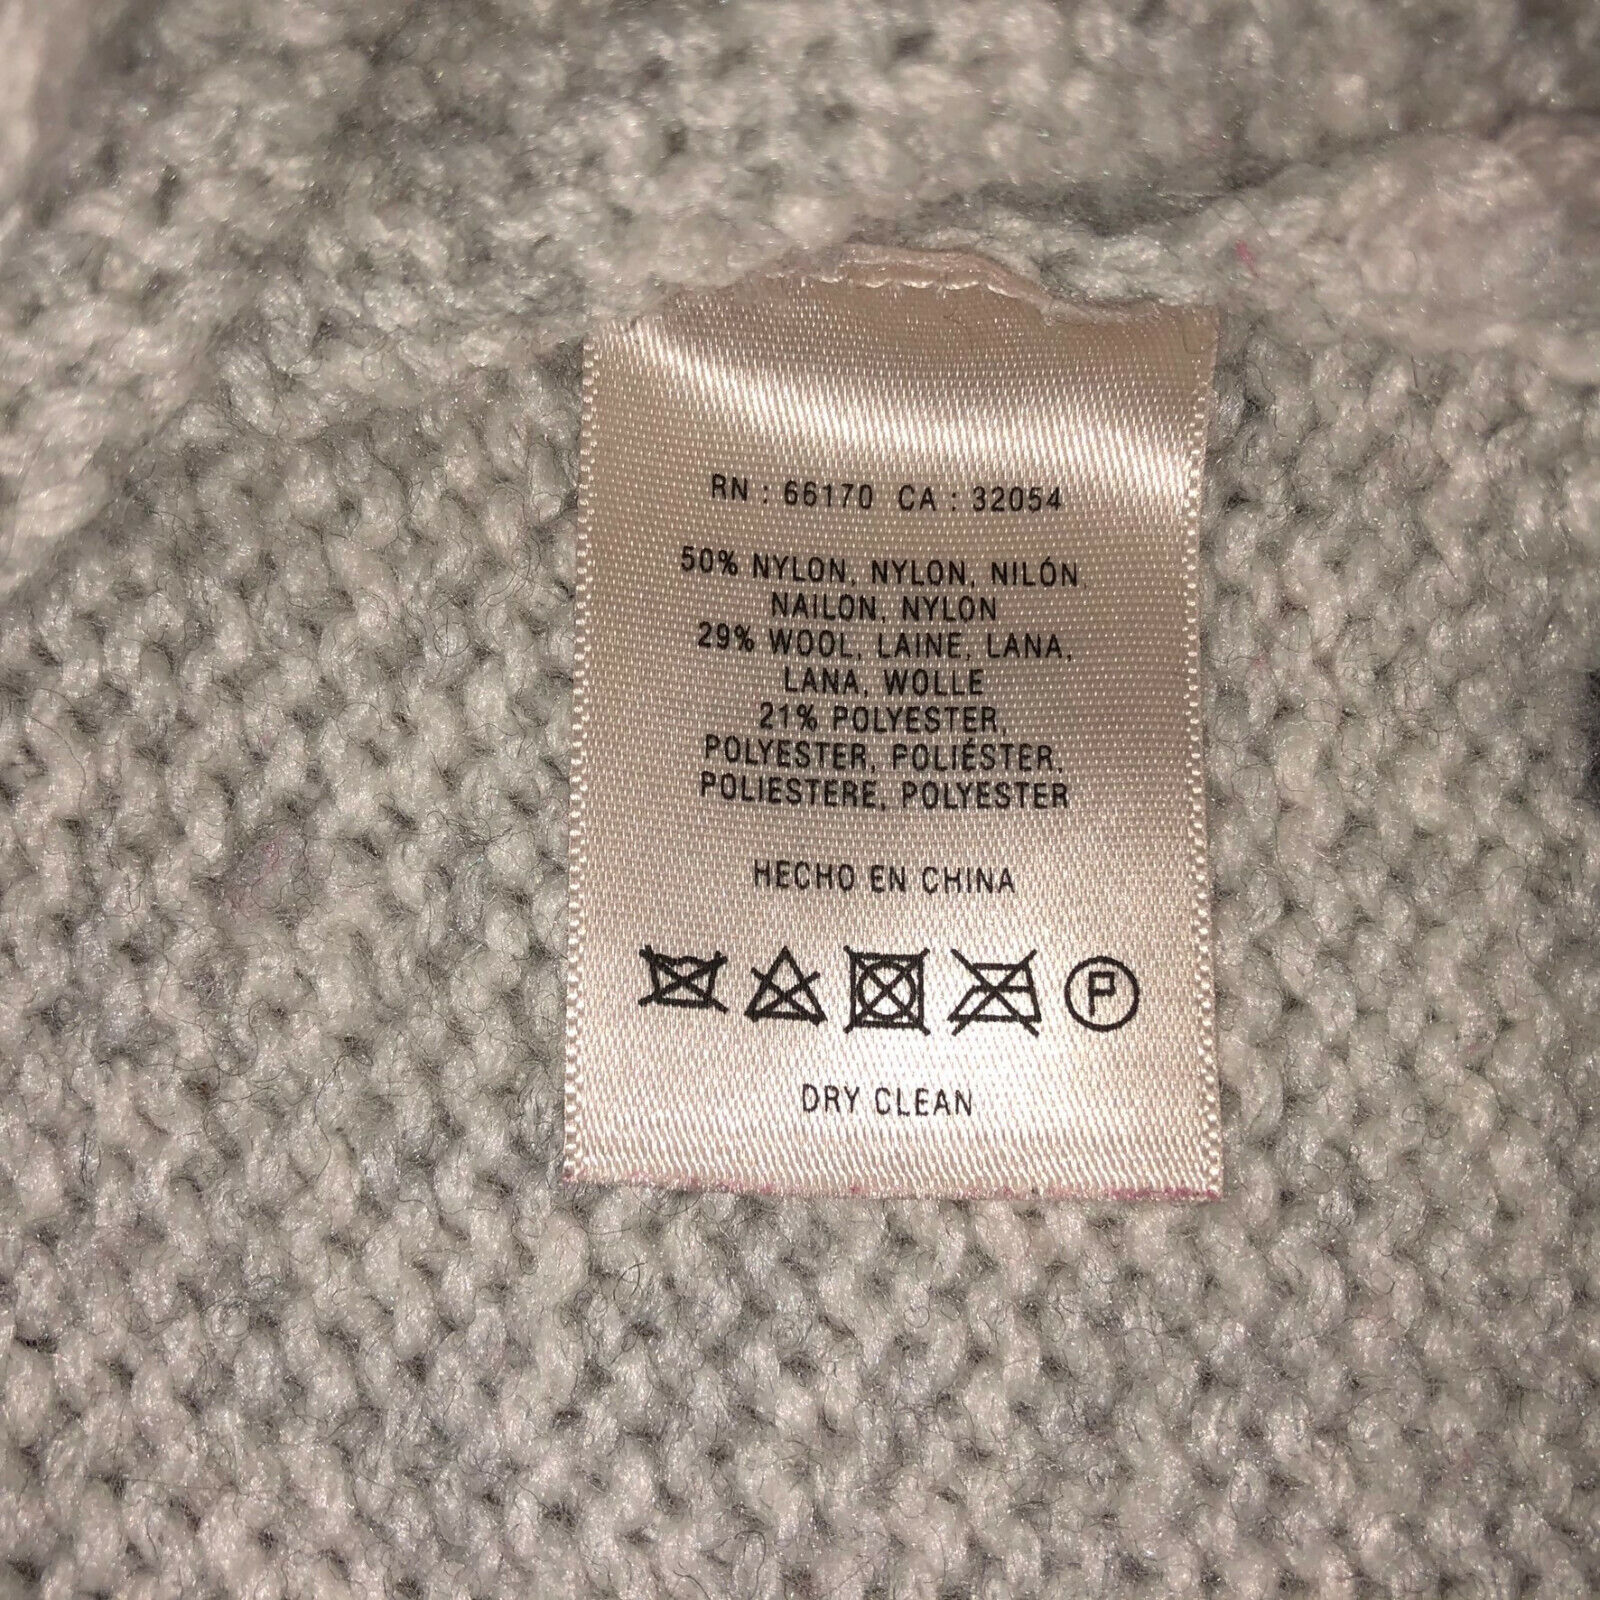 RN : 66170 CA : 32054
50% NYLON, NYLON, NILÓN,
NAILON, NYLON
29% WOOL, LAINE, LANA,
LANA, WOLLE
21% POLYESTER,
POLYESTER, POLIÉSTER,
POLIESTERE, POLYESTER
HECHO EN CHINA
P
DRY CLEAN